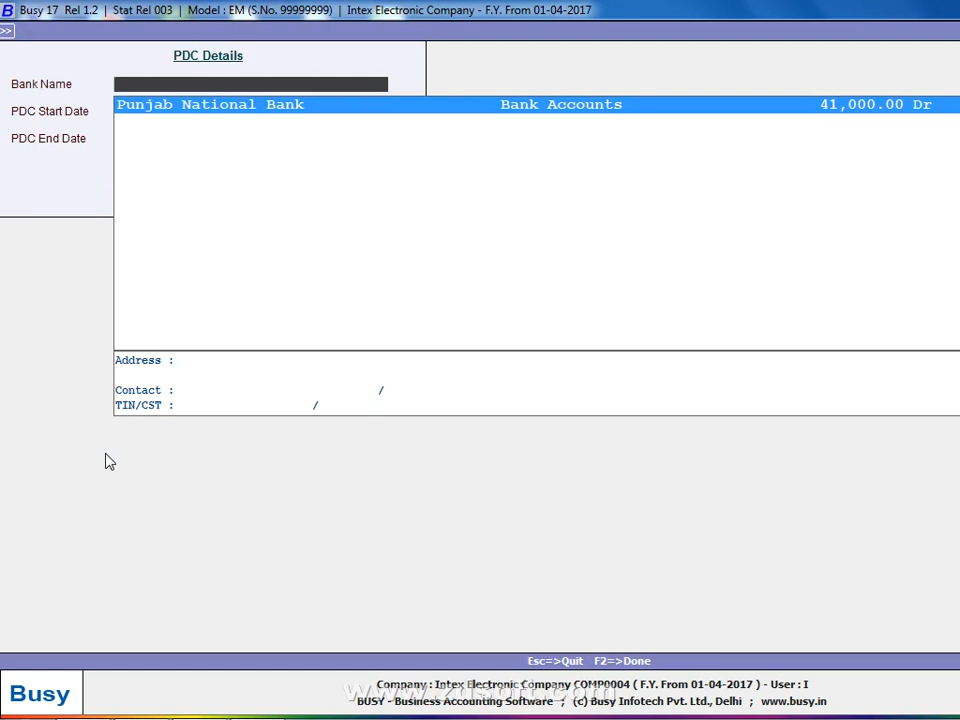 B Busy 17 Rel 1.2 | Stat Rel 003 | Model : EM (S.No. 99999999) | Intex Electronic Company - F.Y. From 01-04-2017
>>
PDC Details
Bank Name
Punjab National Bank Bank Accounts 41,000.00 Dr
PDC Start Date
PDC End Date
Address :
Contact : /
TIN/CST : /
Esc=>Quit F2=>Done
Busy
Company : Intex Electronic Company COMP0004 ( F.Y. From 01-04-2017 ) - User : I
www.zdsoft.com
BUSY - Business Accounting Software ; (c) Busy Infotech Pvt. Ltd., Delhi ; www.busy.in